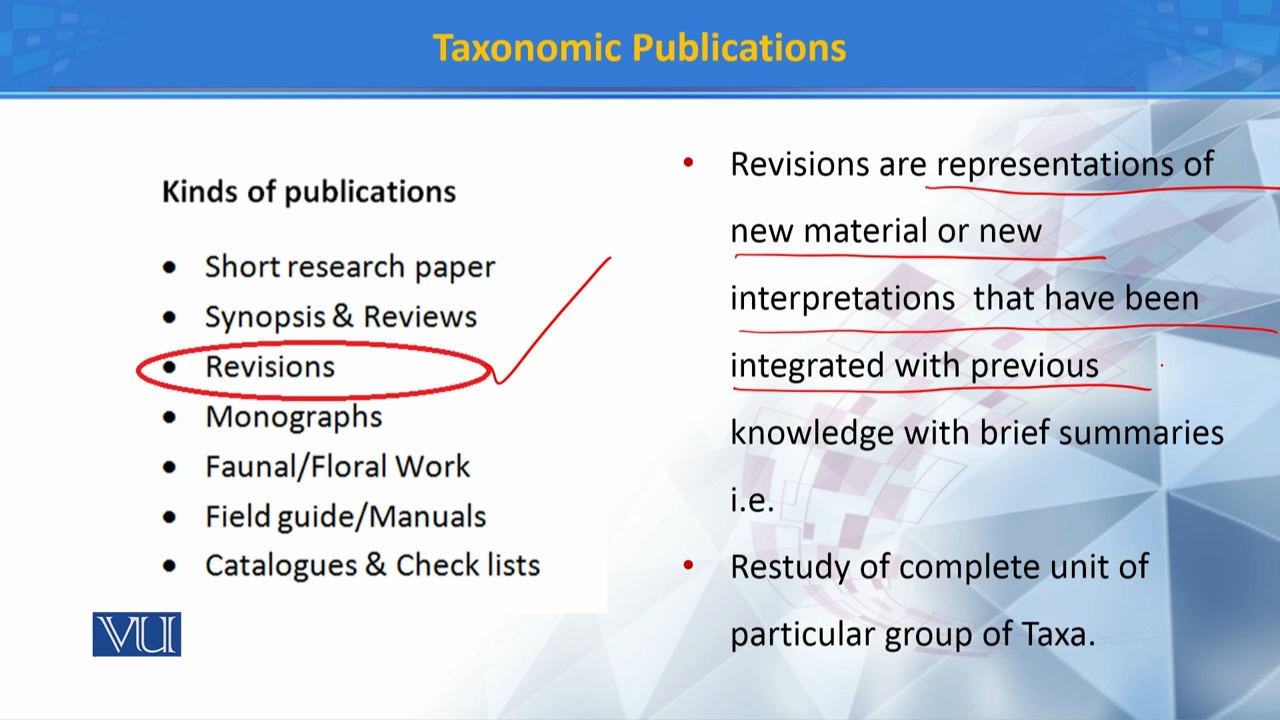 Taxonomic Publications
Kinds of publications
• Short research paper
• Synopsis & Reviews
• Revisions
• Monographs
• Faunal/Floral Work
• Field guide/Manuals
• Catalogues & Check lists
VU
• Revisions are representations of
new material or new
interpretations that have been
integrated with previous
knowledge with brief summaries
i.e.
• Restudy of complete unit of
particular group of Taxa.